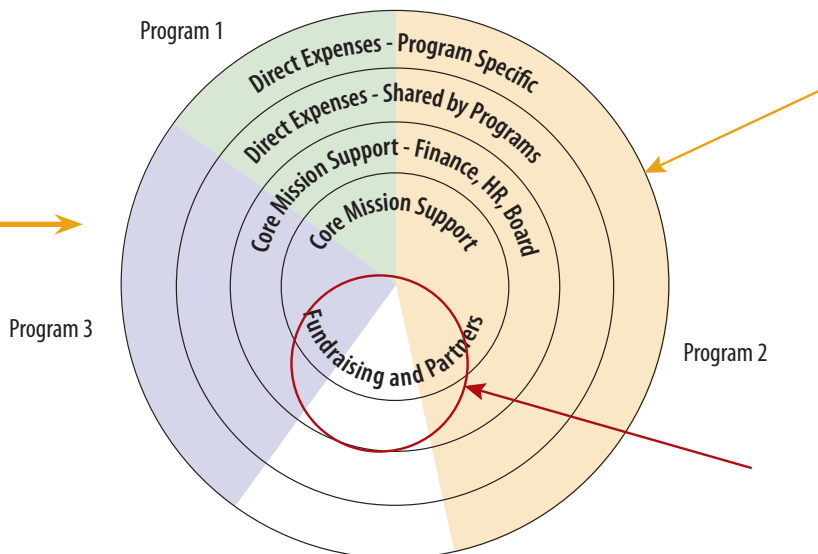 Program 1
Direct Expenses - Program Specific
Direct Expenses - Shared by Programs
Core Mission Support - Finance, HR, Board
Core Mission Support
Fundraising and Partners
Program 3
Program 2